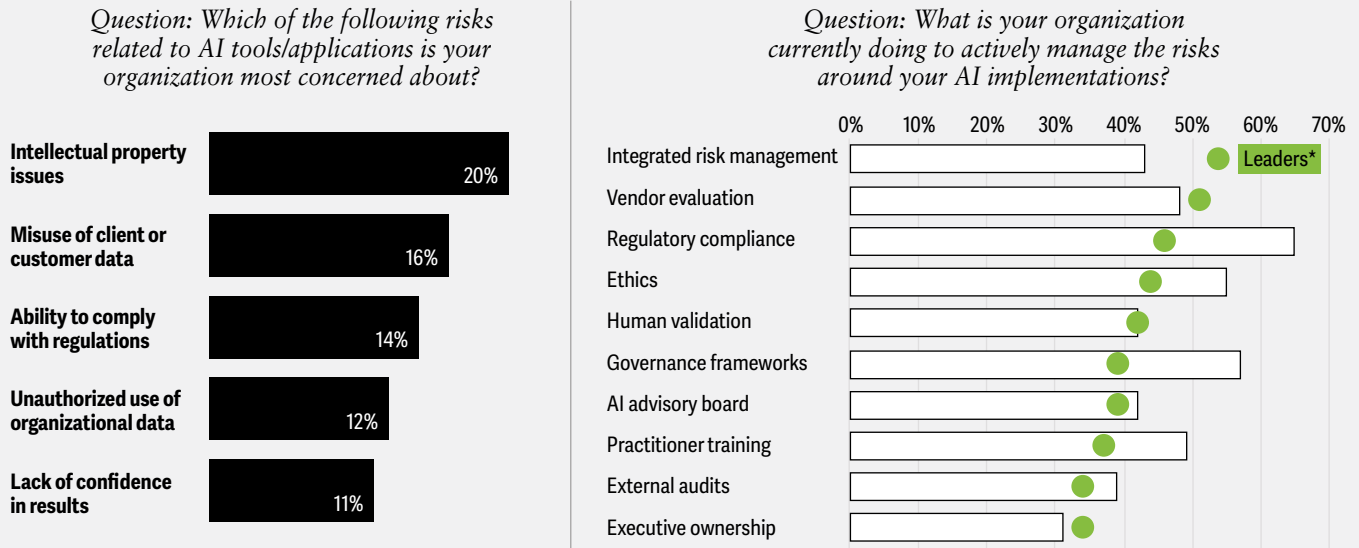 Question: Which of the following risks
related to AI tools/applications is your
organization most concerned about?
Intellectual property
issues
20%
Misuse of client or
customer data
16%
Ability to comply
with regulations
14%
Unauthorized use of
organizational data
12%
Lack of confidence
in results
11%
Question: What is your organization
currently doing to actively manage the risks
around your AI implementations?
0% 10% 20% 30% 40% 50% 60% 70%
Integrated risk management
Leaders*
Vendor evaluation
Regulatory compliance
Ethics
Human validation
Governance frameworks
AI advisory board
Practitioner training
External audits
Executive ownership